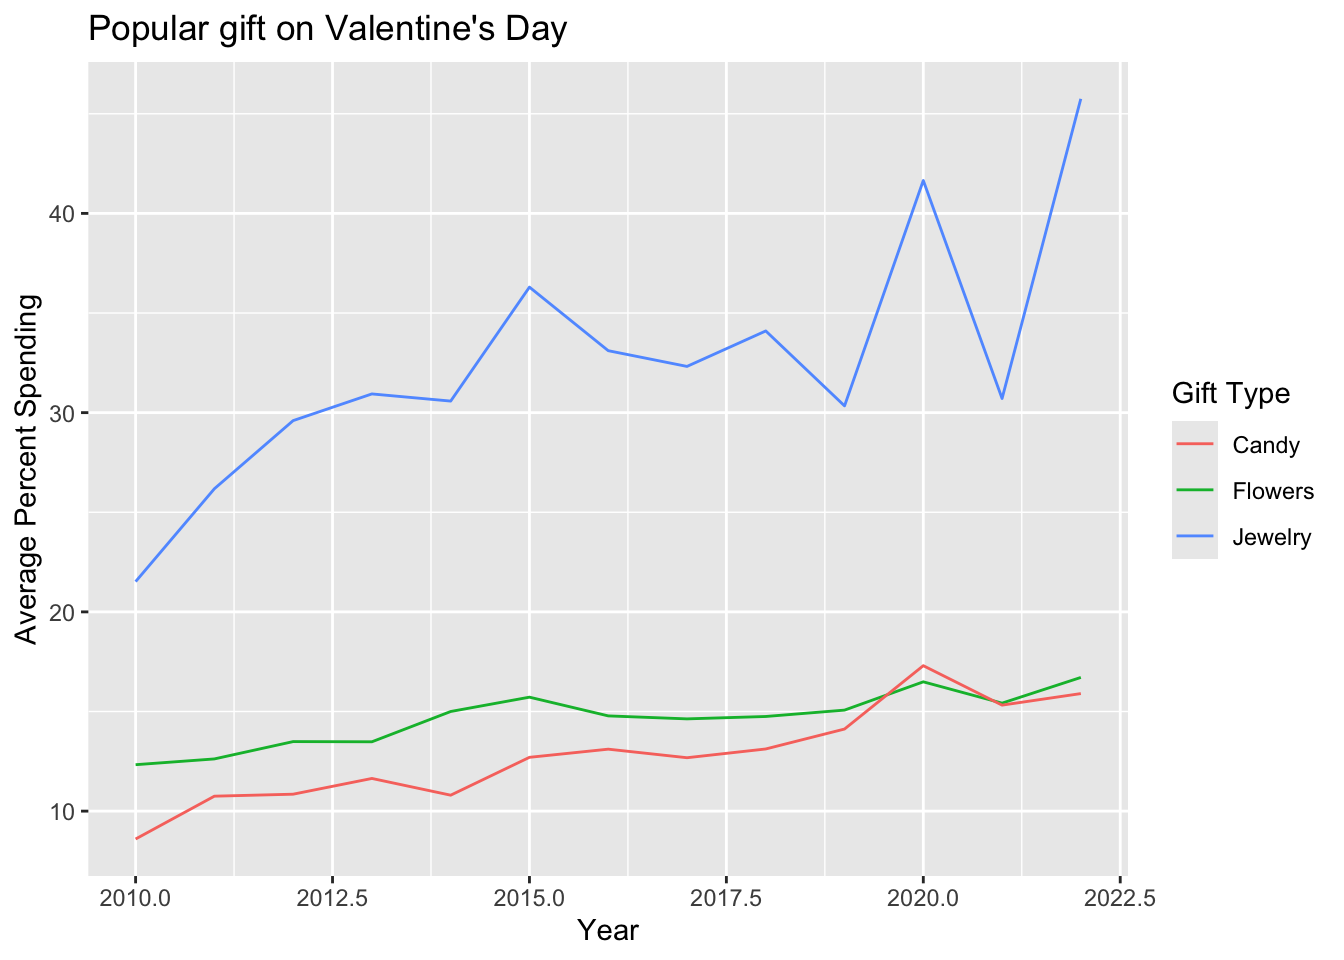 Popular gift on Valentine's Day
Average Percent Spending
40
30
20
10
2010.0 2012.5 2015.0 2017.5 2020.0 2022.5
Year
Gift Type
Candy
Flowers
Jewelry